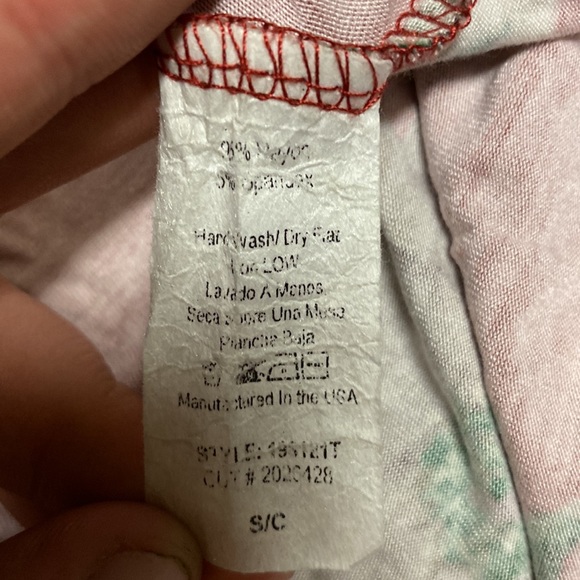 % Rayon
% Spandex
Hand Wash/ Dry Flat
Iron LOW
Lavado A Manos
Seca Sobre Una Mesa
Plancha Baja
Manufactured In the USA
STYLE:
CUT #
S/C